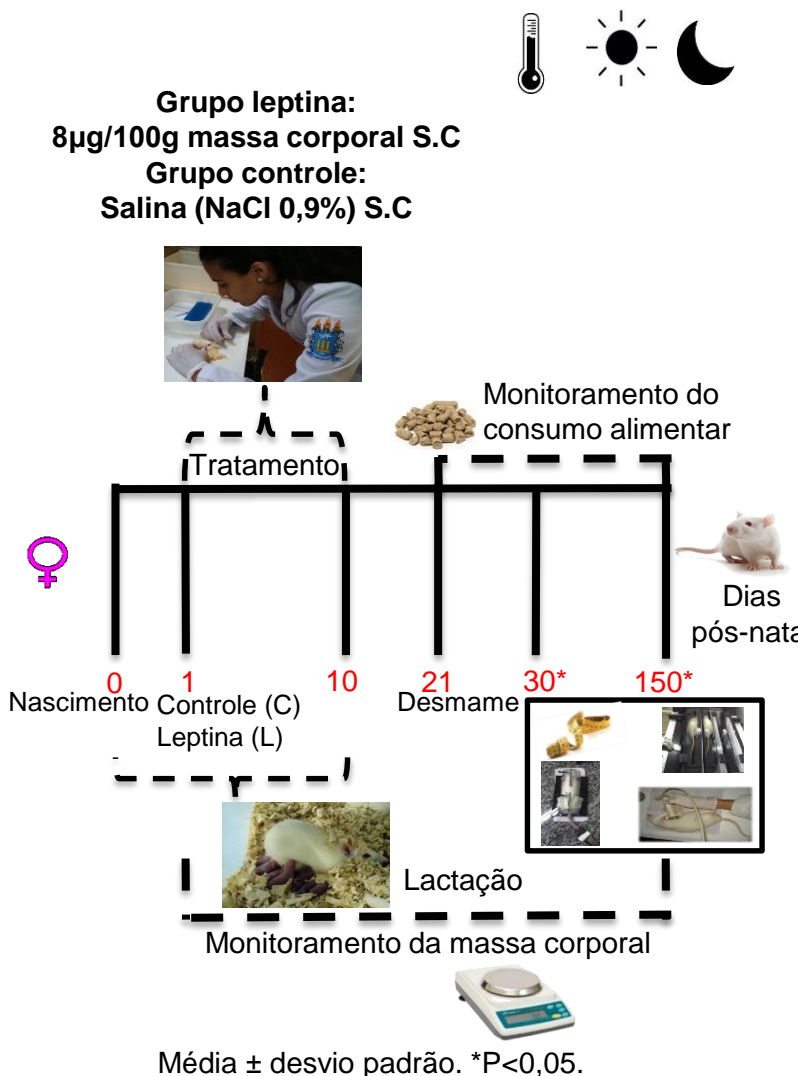 Grupo leptina:
8µg/100g massa corporal S.C
Grupo controle:
Salina (NaCl 0,9%) S.C
Monitoramento do
consumo alimentar
Tratamento
Dias
pós-nata
0
1
10
21
30*
150*
Nascimento
Controle (C)
Leptina (L)
Desmame
Lactação
Monitoramento da massa corporal
Média ± desvio padrão. *P<0,05.